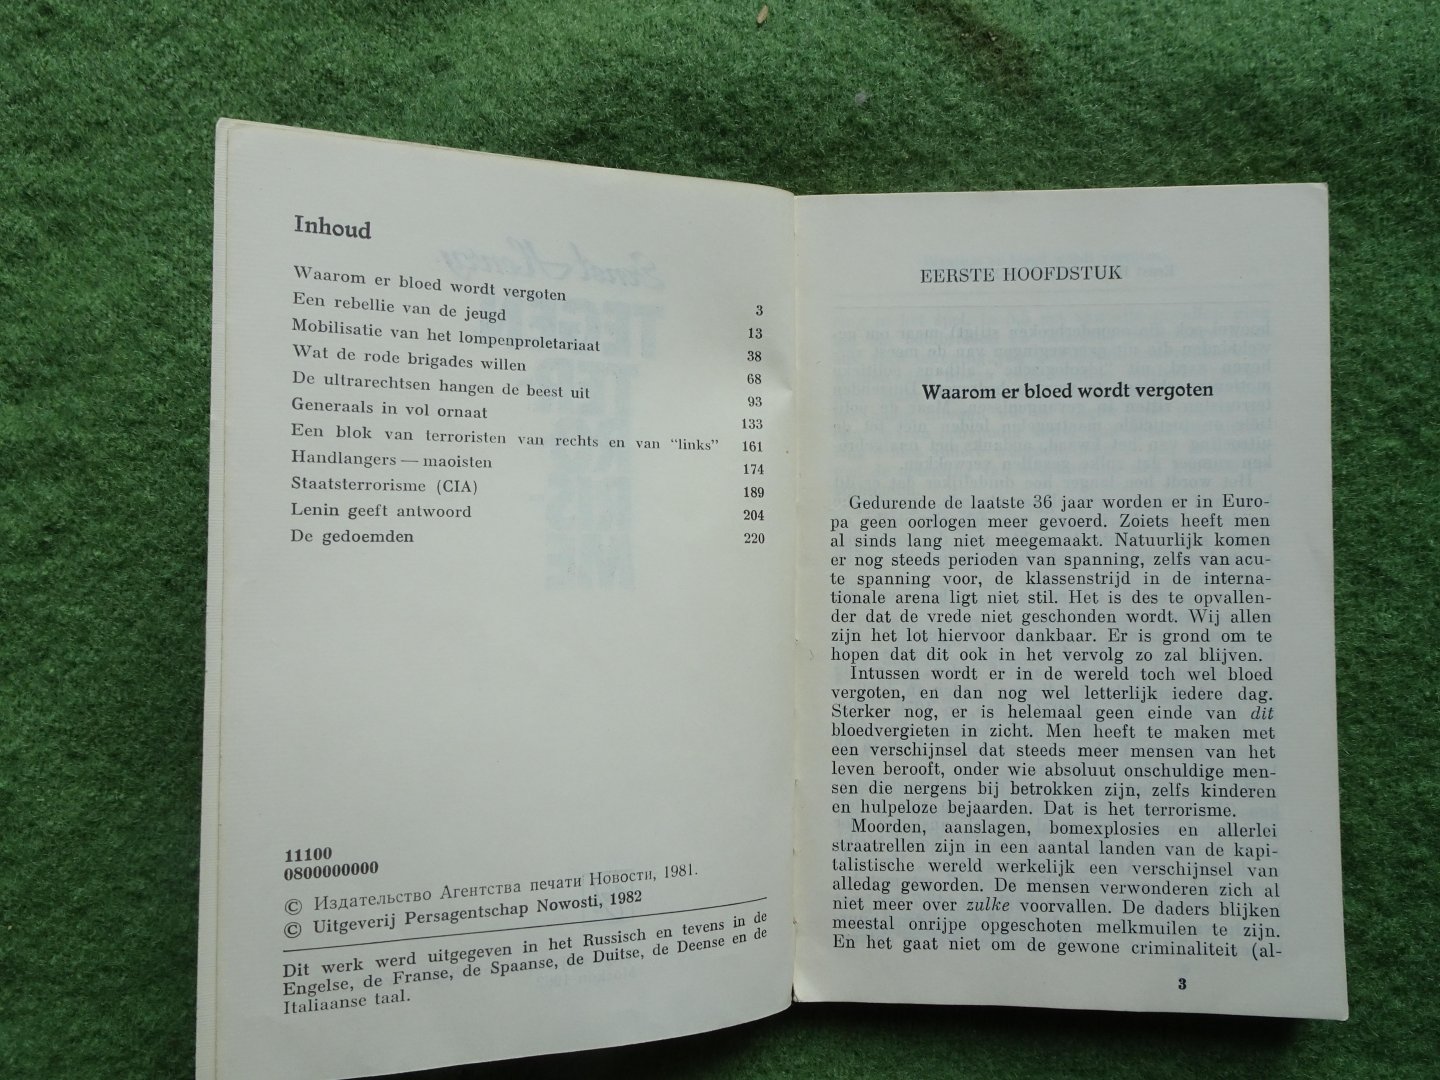 Inhoud
Waarom er bloed wordt vergoten 3
Een rebellie van de jeugd 13
Mobilisatie van het lompenproletariaat 38
Wat de rode brigades willen 68
De ultrarechtsen hangen de beest uit 93
Generaals in vol ornaat 133
Een blok van terroristen van rechts en van “links” 161
Handlangers — maoisten 174
Staatsterrorisme (CIA) 189
Lenin geeft antwoord 204
De gedoemden 220
11100
0800000000
© Издательство Агентства печати Новости, 1981.
© Uitgeverij Persagentschap Nowosti, 1982
Dit werk werd uitgegeven in het Russisch en tevens in de
Engelse, de Franse, de Spaanse, de Duitse, de Deense en de
Italiaanse taal.
EERSTE HOOFDSTUK
Waarom er bloed wordt vergoten
Gedurende de laatste 36 jaar worden er in Euro-
pa geen oorlogen meer gevoerd. Zoiets heeft men
al sinds lang niet meegemaakt. Natuurlijk komen
er nog steeds perioden van spanning, zelfs van acu-
te spanning voor, de klassenstrijd in de interna-
tionale arena ligt niet stil. Het is des te opvallen-
der dat de vrede niet geschonden wordt. Wij allen
zijn het lot hiervoor dankbaar. Er is grond om te
hopen dat dit ook in het vervolg zo zal blijven.
Intussen wordt er in de wereld toch wel bloed
vergoten, en dan nog wel letterlijk iedere dag.
Sterker nog, er is helemaal geen einde van dit
bloedvergieten in zicht. Men heeft te maken met
een verschijnsel dat steeds meer mensen van het
leven berooft, onder wie absoluut onschuldige men-
sen die nergens bij betrokken zijn, zelfs kinderen
en hulpeloze bejaarden. Dat is het terrorisme.
Moorden, aanslagen, bomexplosies en allerlei
straatrellen zijn in een aantal landen van de kapi-
talistische wereld werkelijk een verschijnsel van
alledag geworden. De mensen verwonderen zich al
niet meer over zulke voorvallen. De daders blijken
meestal onrijpe opgeschoten melkmuilen te zijn.
En het gaat niet om de gewone criminaliteit (al-
3